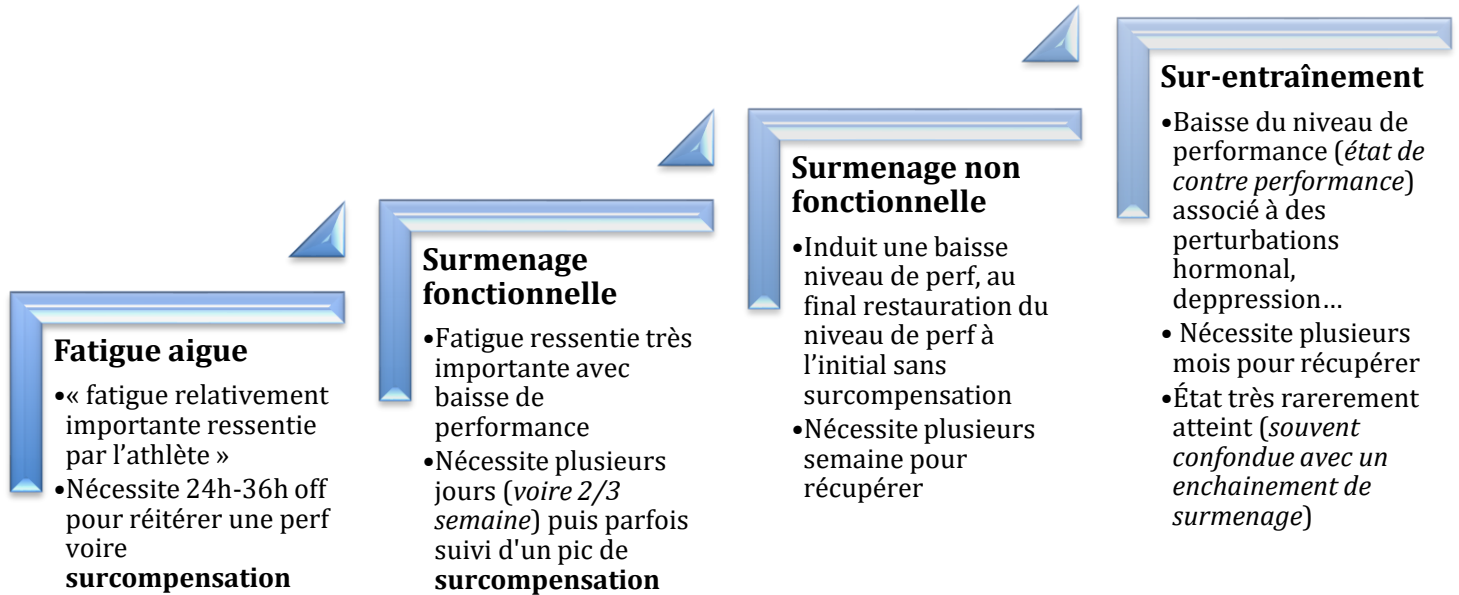 Fatigue aigue
•« fatigue relativement
importante ressentie
par l’athlète »
•Nécessite 24h-36h off
pour réitérer une perf
voire
surcompensation
Surmenage
fonctionnelle
•Fatigue ressentie très
importante avec
baisse de
performance
•Nécessite plusieurs
jours (voire 2/3
semaine) puis parfois
suivi d'un pic de
surcompensation
Surmenage non
fonctionnelle
•Induit une baisse
niveau de perf, au
final restauration du
niveau de perf à
l’initial sans
surcompensation
•Nécessite plusieurs
semaine pour
récupérer
Sur-entraînement
•Baisse du niveau de
performance (état de
contre performance)
associé à des
perturbations
hormonal,
deppression…
• Nécessite plusieurs
mois pour récupérer
•État très rarerement
atteint (souvent
confondue avec un
enchainement de
surmenage)